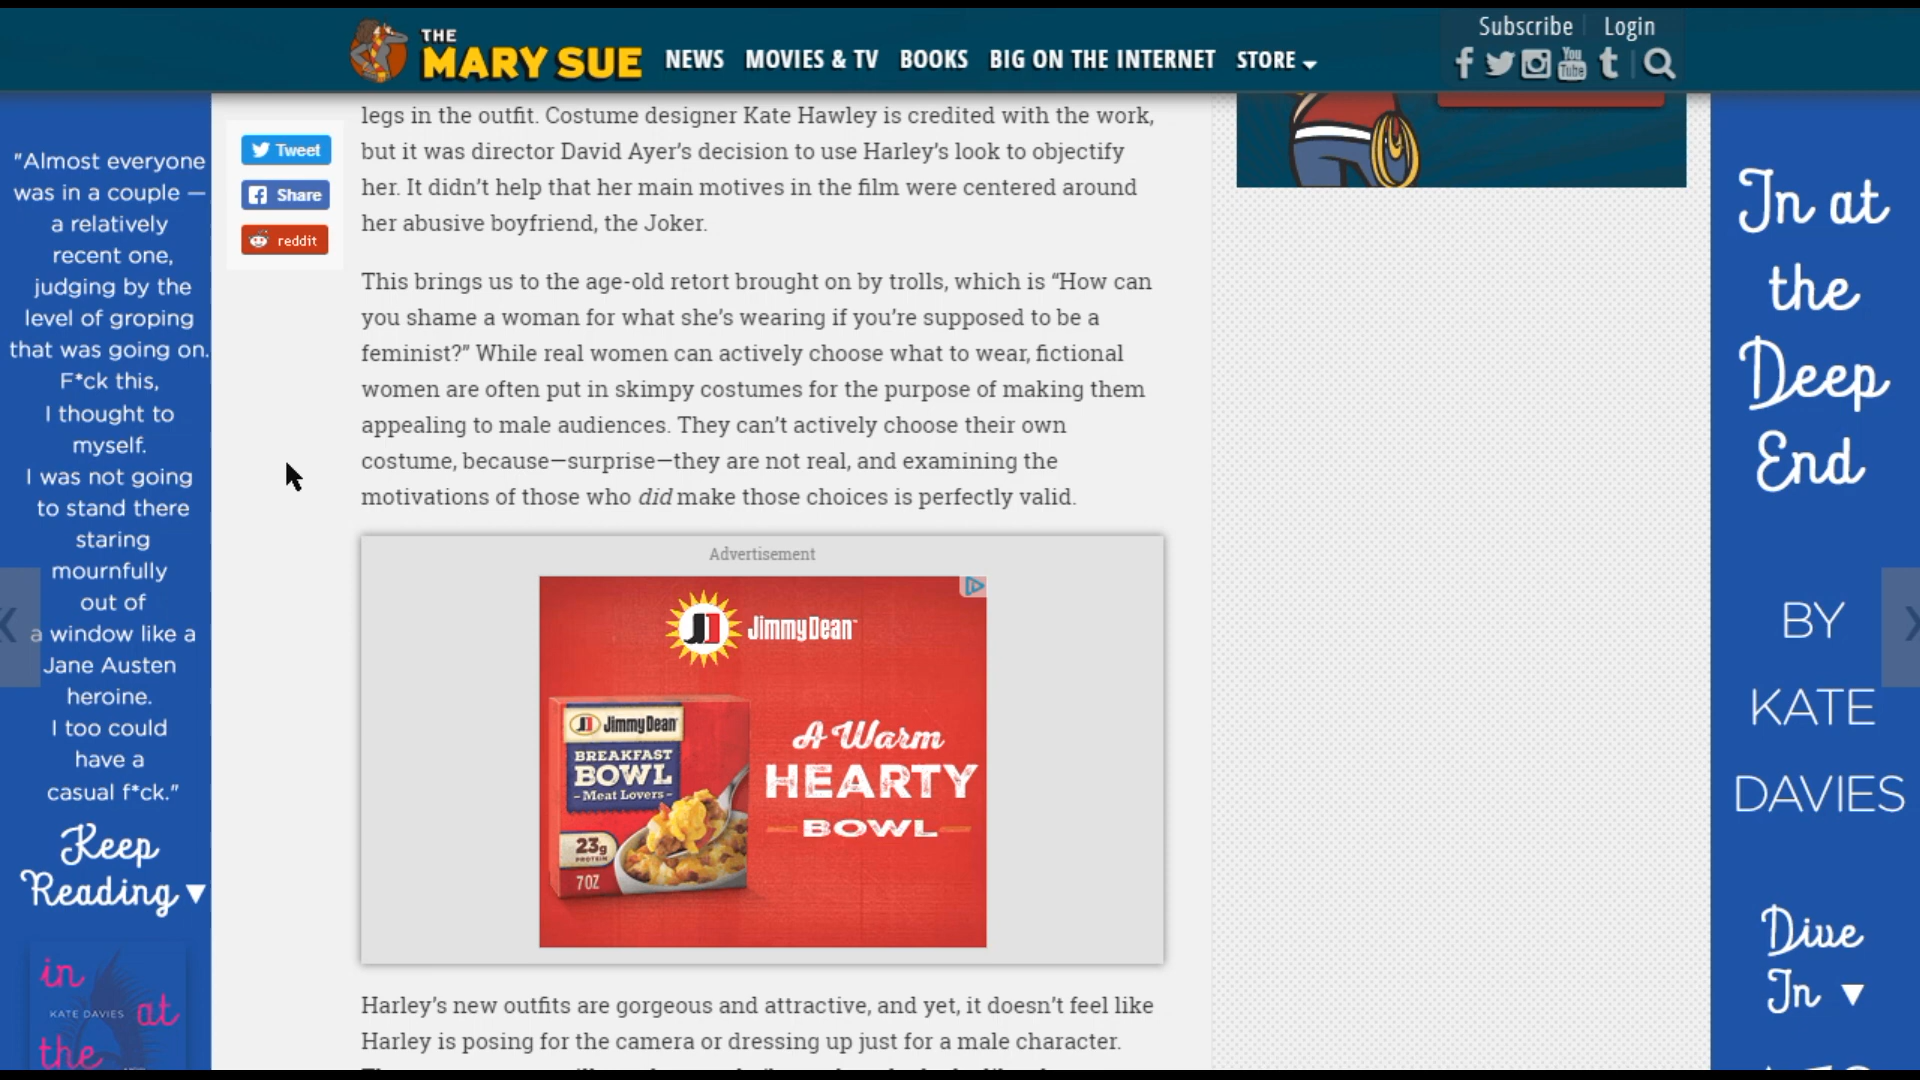 THE
MARY SUE
NEWS
MOVIES & TV
BOOKS
BIG ON THE INTERNET
STORE
Subscribe
Login
You
Tube
"Almost everyone
was in a couple —
a relatively
recent one,
judging by the
level of groping
that was going on.
F*ck this,
I thought to
myself.
I was not going
to stand there
staring
mournfully
out of
a window like a
Jane Austen
heroine.
I too could
have a
casual f*ck."
Keep
Reading ▼
in
KATE DAVIES at
the
Tweet
Share
reddit
legs in the outfit. Costume designer Kate Hawley is credited with the work,
but it was director David Ayer’s decision to use Harley’s look to objectify
her. It didn’t help that her main motives in the film were centered around
her abusive boyfriend, the Joker.
This brings us to the age-old retort brought on by trolls, which is “How can
you shame a woman for what she’s wearing if you’re supposed to be a
feminist?” While real women can actively choose what to wear, fictional
women are often put in skimpy costumes for the purpose of making them
appealing to male audiences. They can’t actively choose their own
costume, because—surprise—they are not real, and examining the
motivations of those who did make those choices is perfectly valid.
Advertisement
JD Jimmy Dean™
JD Jimmy Dean
BREAKFAST
BOWL
-Meat Lovers-
23g
PROTEIN
7OZ
A Warm
HEARTY
BOWL
Harley’s new outfits are gorgeous and attractive, and yet, it doesn’t feel like
Harley is posing for the camera or dressing up just for a male character.
In at
the
Deep
End
BY
KATE
DAVIES
Dive
In ▼